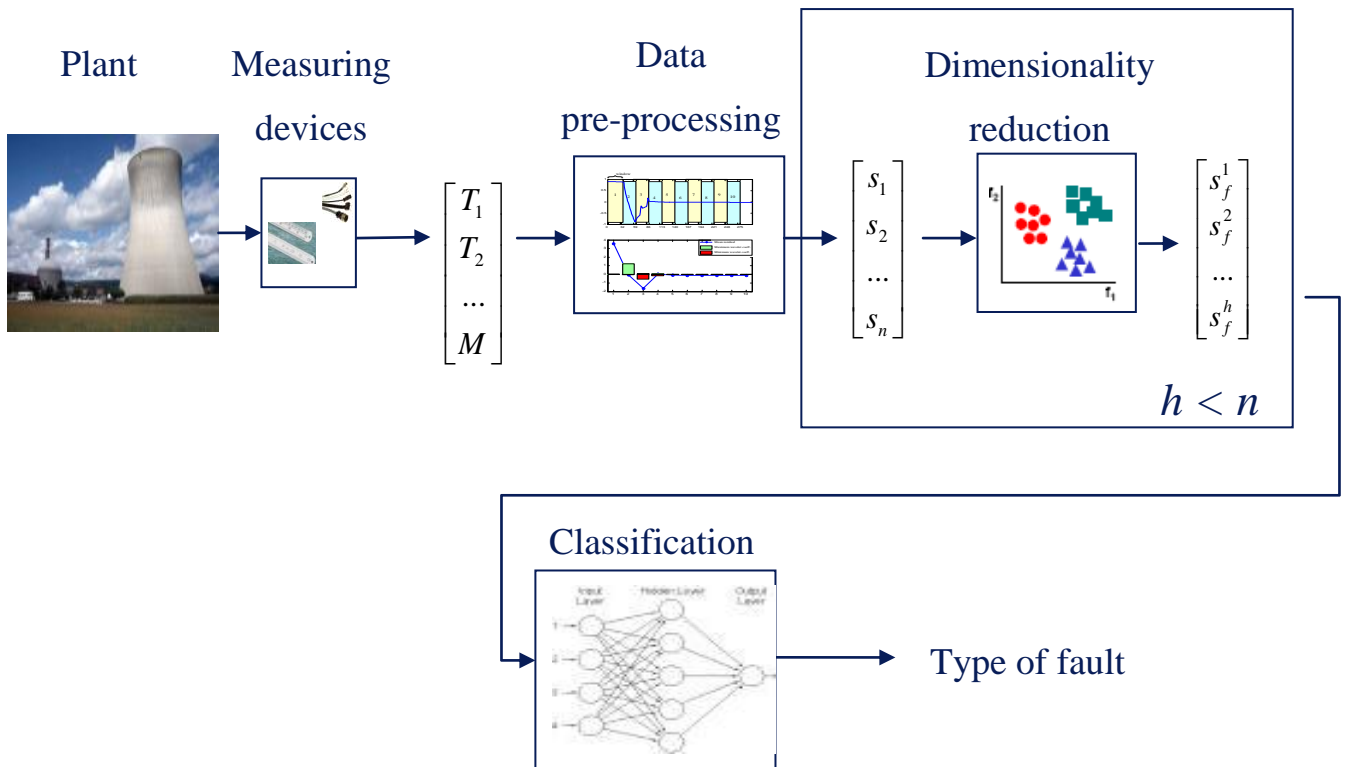 Plant
Measuring
devices
T1
T2
...
M
Data
pre-processing
Dimensionality
reduction
s1
s2
...
sn
f2
f1
s_f^1
s_f^2
...
s_f^h
h < n
Classification
Input
Layer
Hidden Layer
Output
Layer
Type of fault